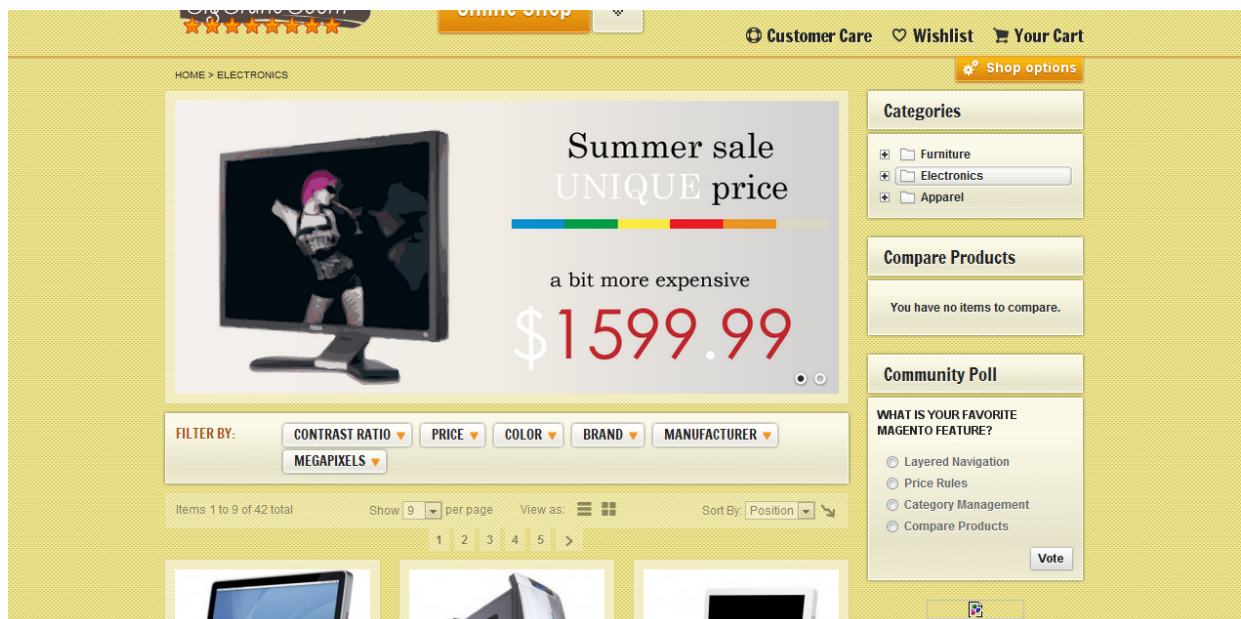 Online Shop
Customer Care
Wishlist
Your Cart
HOME > ELECTRONICS
Shop options
Summer sale
UNIQUE price
a bit more expensive
$1599.99
Categories
Furniture
Electronics
Apparel
Compare Products
You have no items to compare.
Community Poll
WHAT IS YOUR FAVORITE
MAGENTO FEATURE?
Layered Navigation
Price Rules
Category Management
Compare Products
Vote
FILTER BY:
CONTRAST RATIO
PRICE
COLOR
BRAND
MANUFACTURER
MEGAPIXELS
Items 1 to 9 of 42 total
Show 9 per page
View as:
Sort By: Position
1 2 3 4 5 >